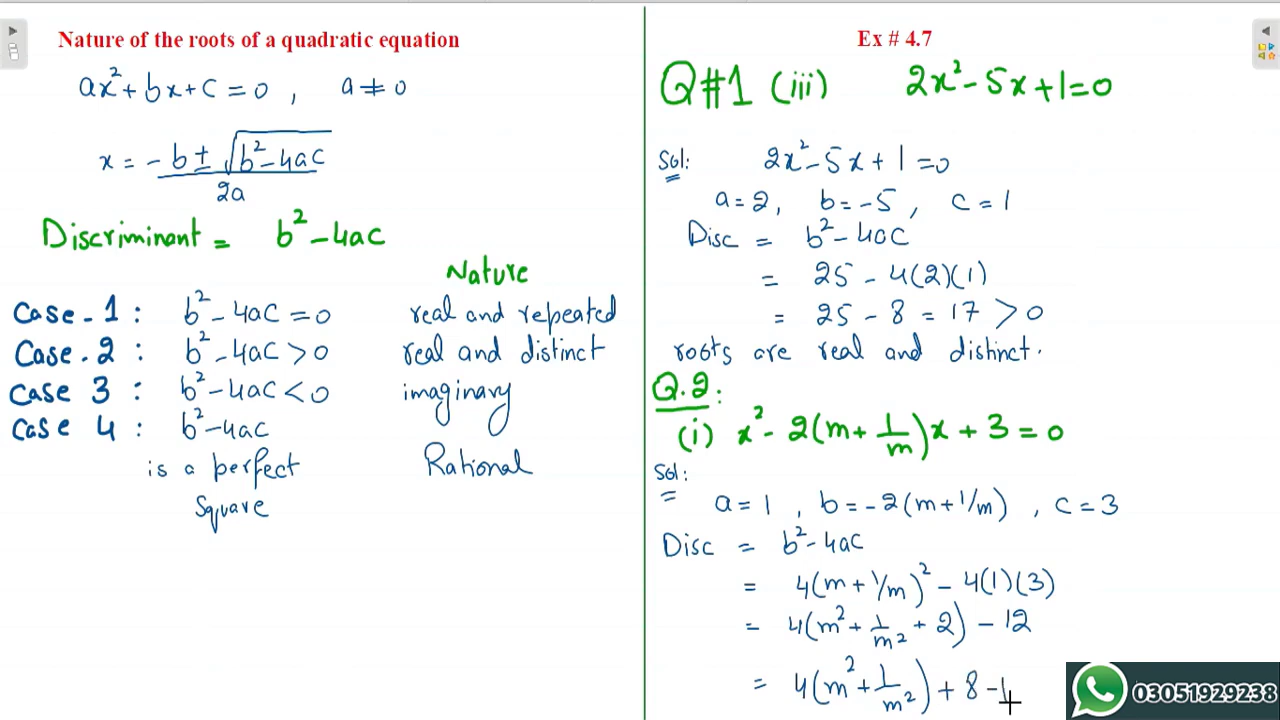 Nature of the roots of a quadratic equation
ax²+bx+c=0 , a≠0
x = -b±√(b²-4ac)
2a
Discriminant = b²-4ac
Nature
Case-1: b²-4ac=0 real and repeated
Case.2: b²-4ac>0 real and distinct
Case 3: b²-4ac<0 imaginary
Case 4: b²-4ac
is a perfect Rational
Square
Ex # 4.7
Q#1 (iii) 2x²-5x+1=0
Sol: 2x²-5x+1=0
a=2, b=-5, c=1
Disc = b²-4ac
= 25-4(2)(1)
= 25-8=17>0
roots are real and distinct.
Q.2:
(i) x²-2(m+1/m)x+3=0
Sol:
a=1, b=-2(m+1/m), c=3
Disc = b²-4ac
= 4(m+1/m)²-4(1)(3)
= 4(m²+1/m²+2)-12
= 4(m²+1/m²)+8-1
03051929238